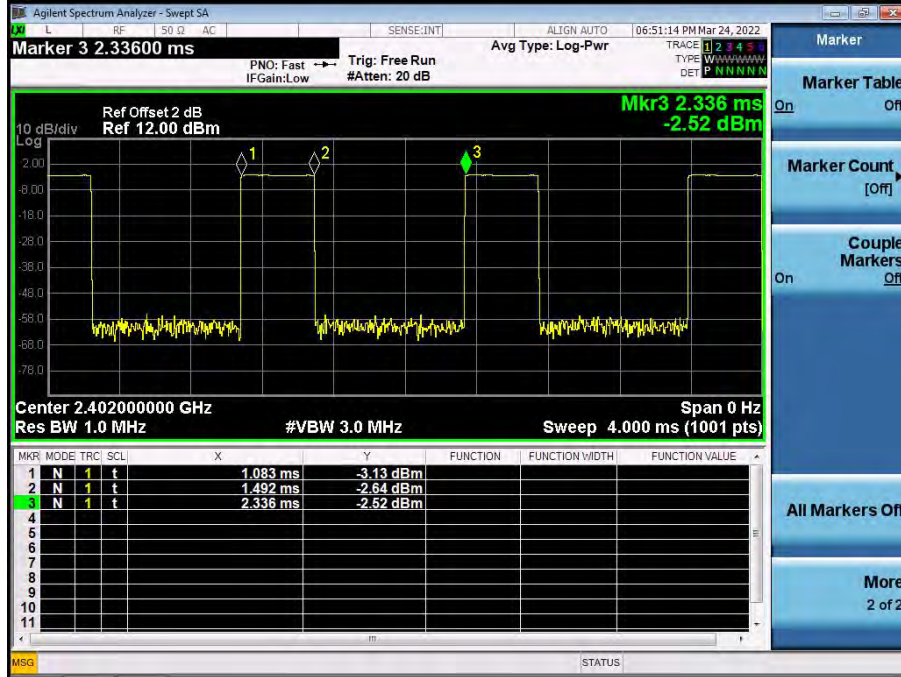 Agilent Spectrum Analyzer - Swept SA
LXI L RF 50 Ω AC SENSE:INT ALIGN AUTO 06:51:14 PM Mar 24, 2022
Marker 3 2.33600 ms
PNO: Fast
IFGain:Low
Trig: Free Run
#Atten: 20 dB
Avg Type: Log-Pwr
TRACE 1 2 3 4 5 6
TYPE WWWWWW
DET P NNNNN
Mkr3 2.336 ms
-2.52 dBm
Ref Offset 2 dB
10 dB/div Ref 12.00 dBm
Log
1
2
3
2.00
-8.00
-18.0
-28.0
-38.0
-48.0
-58.0
-68.0
-78.0
Center 2.402000000 GHz Span 0 Hz
Res BW 1.0 MHz #VBW 3.0 MHz Sweep 4.000 ms (1001 pts)
MKR MODE TRC SCL X Y FUNCTION FUNCTION WIDTH FUNCTION VALUE
1 N 1 t 1.083 ms -3.13 dBm
2 N 1 t 1.492 ms -2.64 dBm
3 N 1 t 2.336 ms -2.52 dBm
4
5
6
7
8
9
10
11
MSG STATUS
Marker
Marker Table
On Off
Marker Count
[Off]
Couple
Markers
On Off
All Markers Off
More
2 of 2